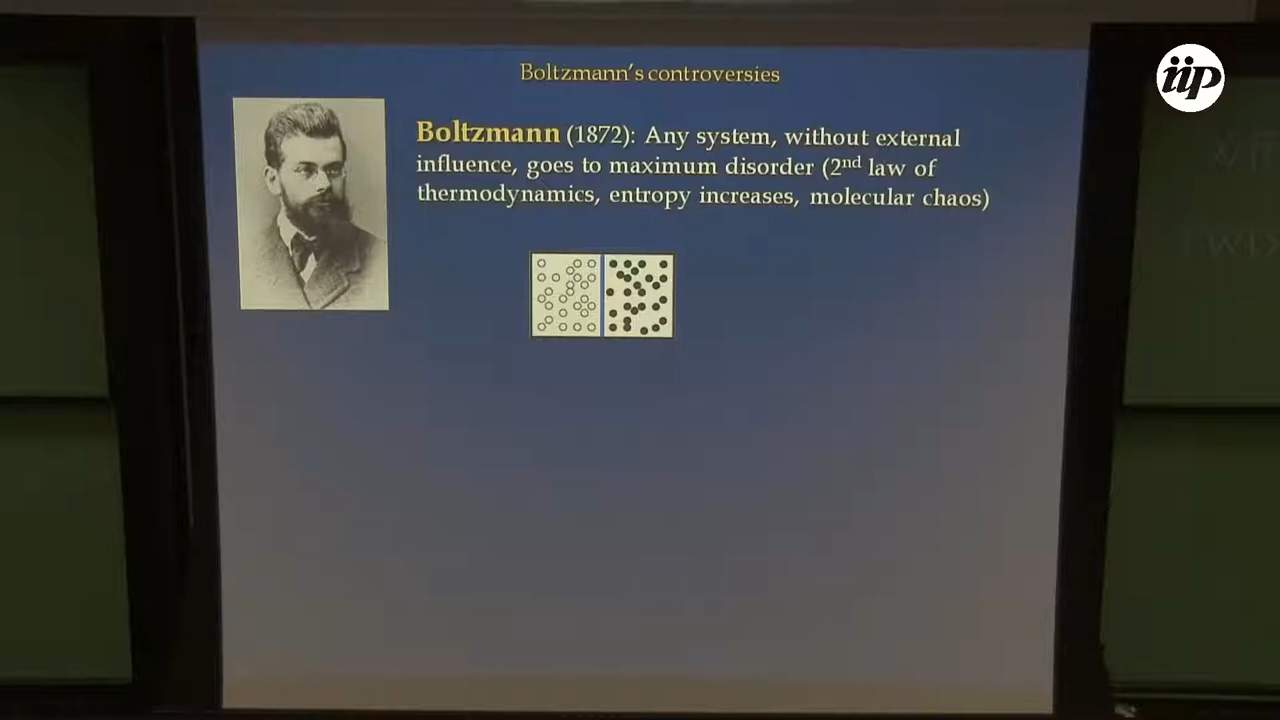 iip
Boltzmann's controversies
Boltzmann (1872): Any system, without external
influence, goes to maximum disorder (2nd law of
thermodynamics, entropy increases, molecular chaos)